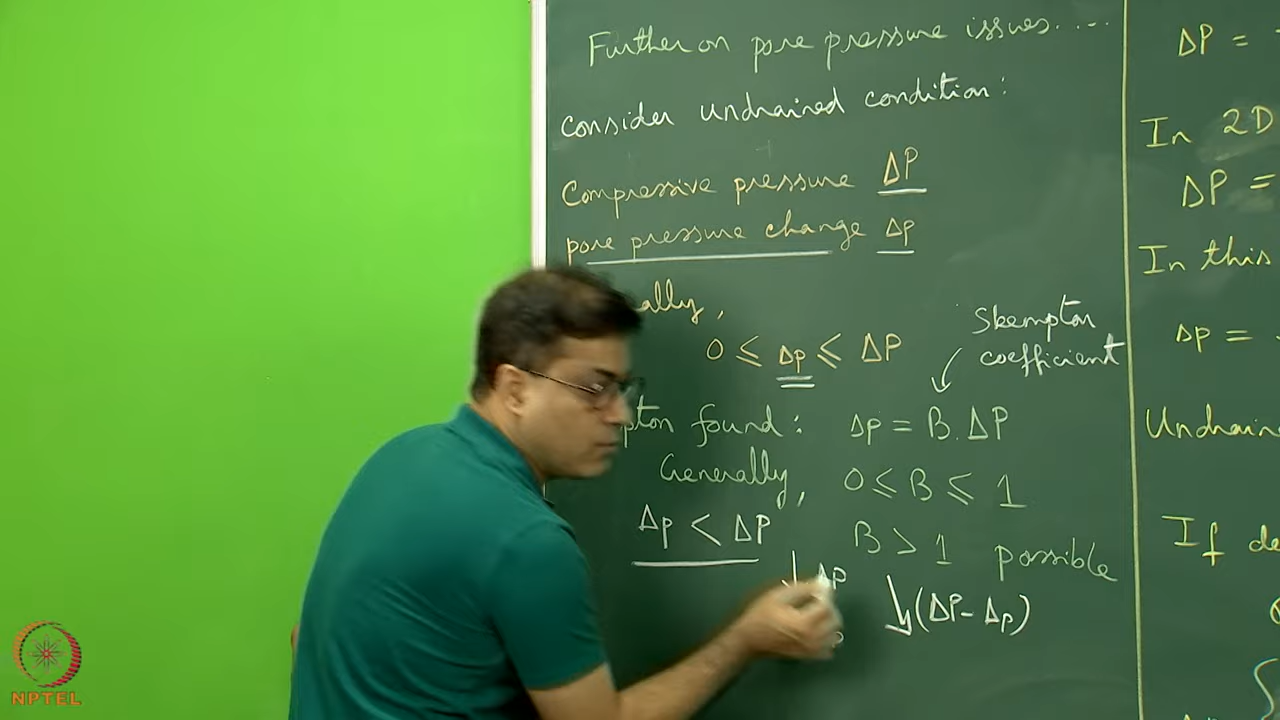 Further on pore pressure issues....
Consider undrained condition:
Compressive pressure ΔP
pore pressure change Δp
ally,
0 ≤ Δp ≤ ΔP
Skempton
coefficient
pton found: Δp = B.ΔP
Generally, 0 ≤ B ≤ 1
Δp < ΔP
B > 1 possible
Δp
(ΔP - Δp)
ΔP =
In 2D
ΔP =
In this
Δp =
Undraine
If de
NPTEL